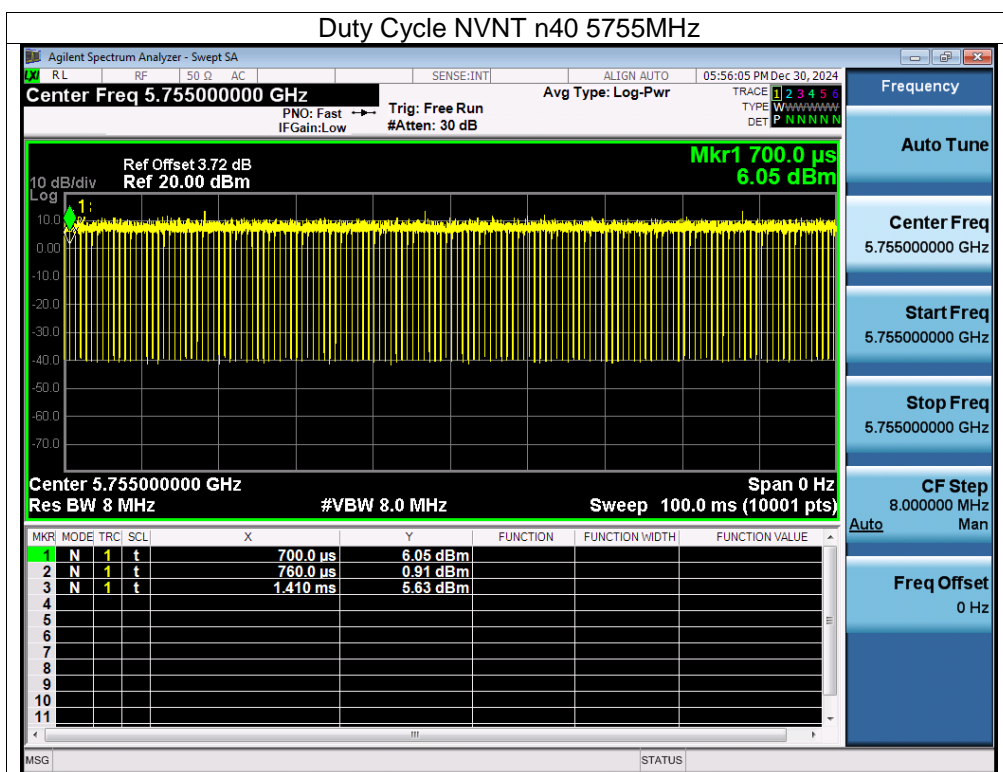 Duty Cycle NVNT n40 5755MHz
Agilent Spectrum Analyzer - Swept SA
LXI RL RF 50 Ω AC SENSE:INT ALIGN AUTO 05:56:05 PM Dec 30, 2024
Center Freq 5.755000000 GHz
PNO: Fast
IFGain:Low
Trig: Free Run
#Atten: 30 dB
Avg Type: Log-Pwr
TRACE 1 2 3 4 5 6
TYPE WWWWWW
DET P N N N N N
Mkr1 700.0 µs
6.05 dBm
Ref Offset 3.72 dB
10 dB/div Ref 20.00 dBm
Log
1
10.0
0.00
-10.0
-20.0
-30.0
-40.0
-50.0
-60.0
-70.0
Center 5.755000000 GHz Span 0 Hz
Res BW 8 MHz #VBW 8.0 MHz Sweep 100.0 ms (10001 pts)
MKR MODE TRC SCL X Y FUNCTION FUNCTION WIDTH FUNCTION VALUE
1 N 1 t 700.0 µs 6.05 dBm
2 N 1 t 760.0 µs 0.91 dBm
3 N 1 t 1.410 ms 5.63 dBm
4
5
6
7
8
9
10
11
MSG STATUS
Frequency
Auto Tune
Center Freq
5.755000000 GHz
Start Freq
5.755000000 GHz
Stop Freq
5.755000000 GHz
CF Step
8.000000 MHz
Auto Man
Freq Offset
0 Hz